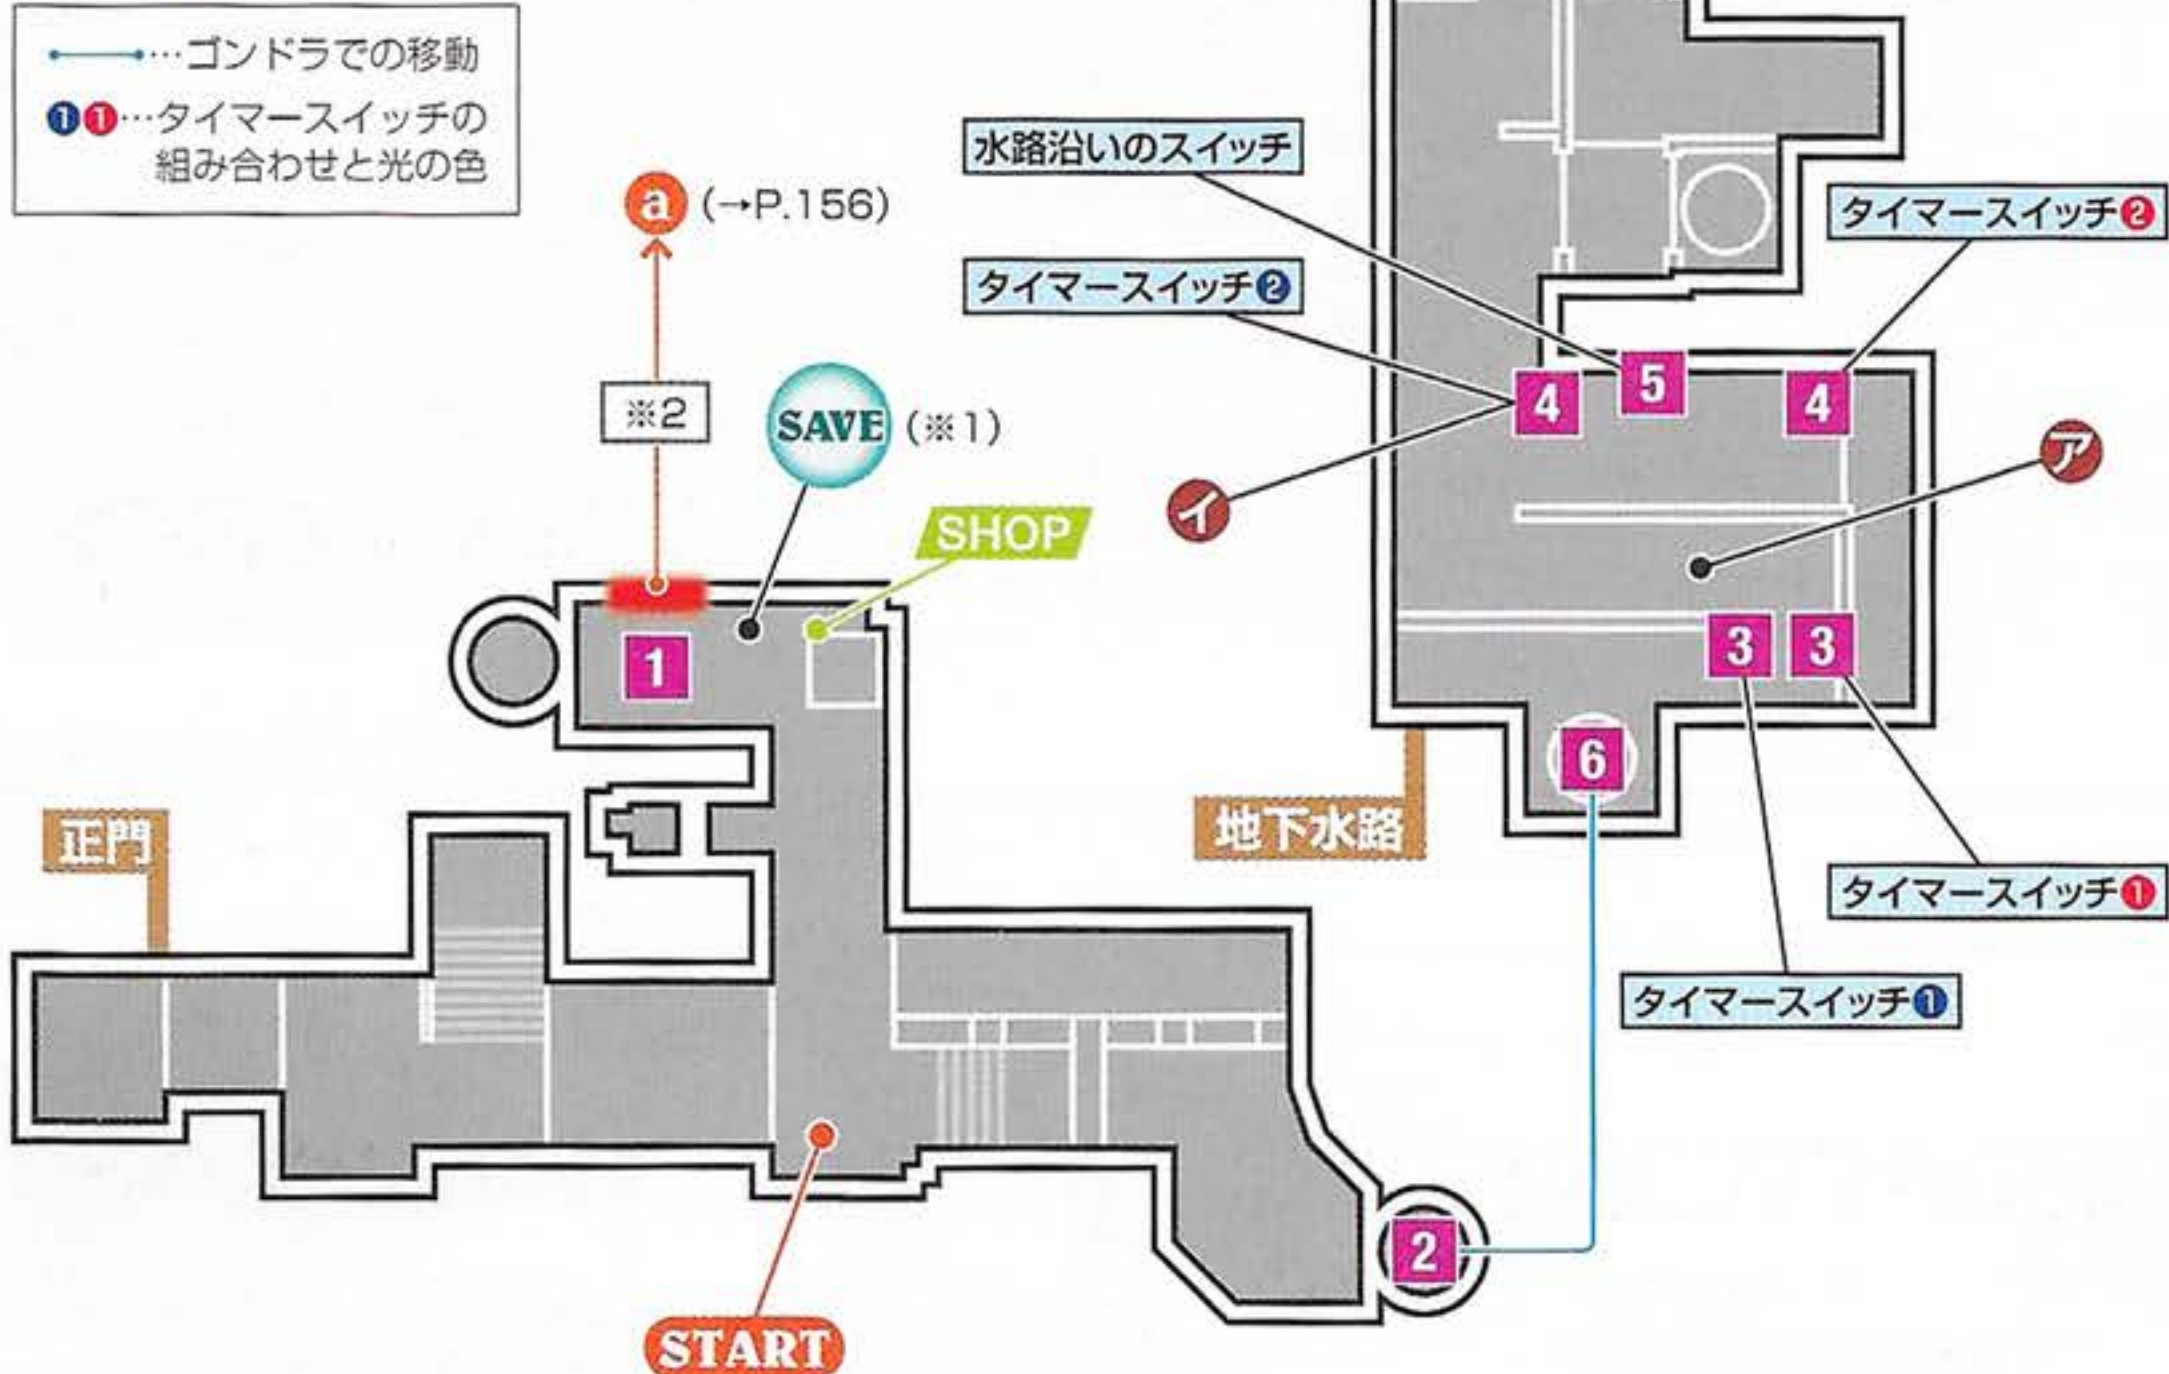 …ゴンドラでの移動
❶❶…タイマースイッチの
組み合わせと光の色
a (→P.156)
※2
SAVE (※1)
SHOP
1
正門
START
2
水路沿いのスイッチ
タイマースイッチ❷
タイマースイッチ❷
4
5
4
イ
ア
3
3
6
地下水路
タイマースイッチ❶
タイマースイッチ❶